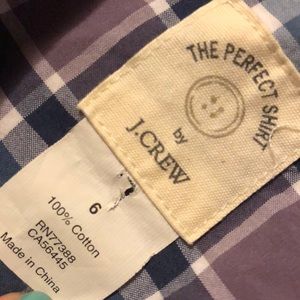 THE PERFECT SHIRT
by
J.CREW
6
100% Cotton
RN77388
CA56445
Made in China